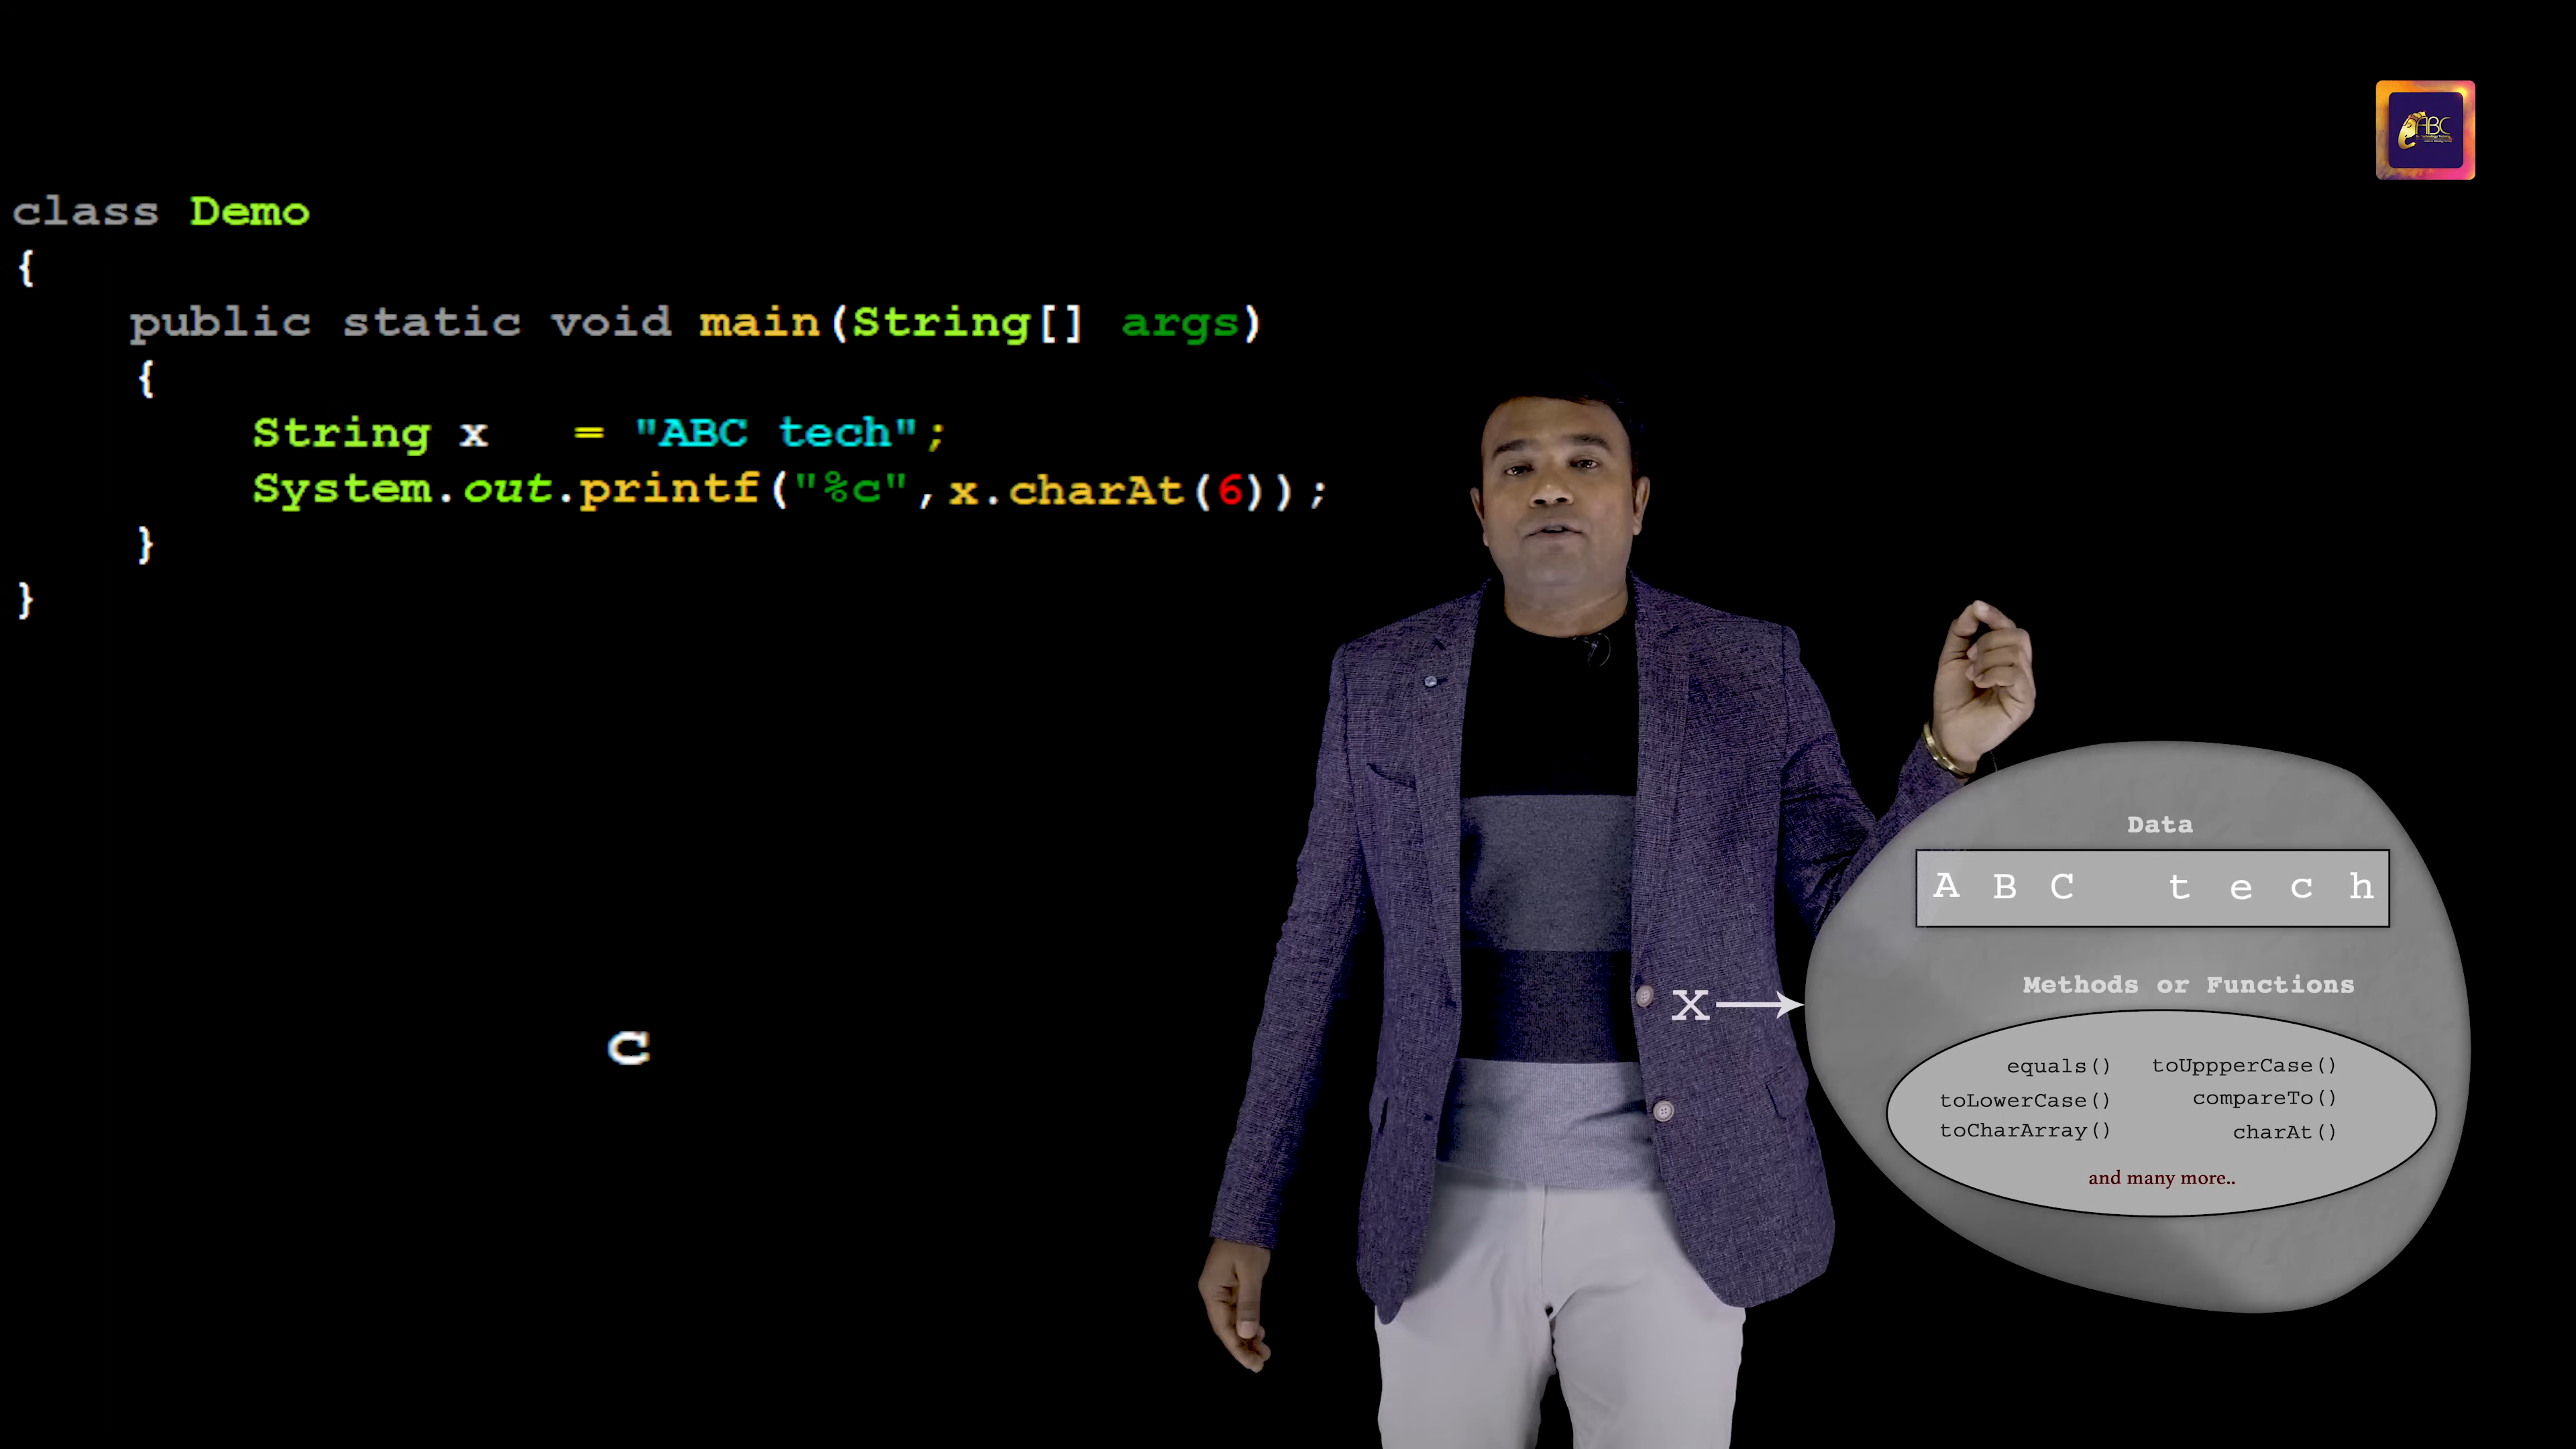 ABC
class Demo
{
public static void main(String[] args)
{
String x = "ABC tech";
System.out.printf("%c",x.charAt(6));
}
}
c
x
Data
A B C t e c h
Methods or Functions
equals() toUppperCase()
toLowerCase() compareTo()
toCharArray() charAt()
and many more..